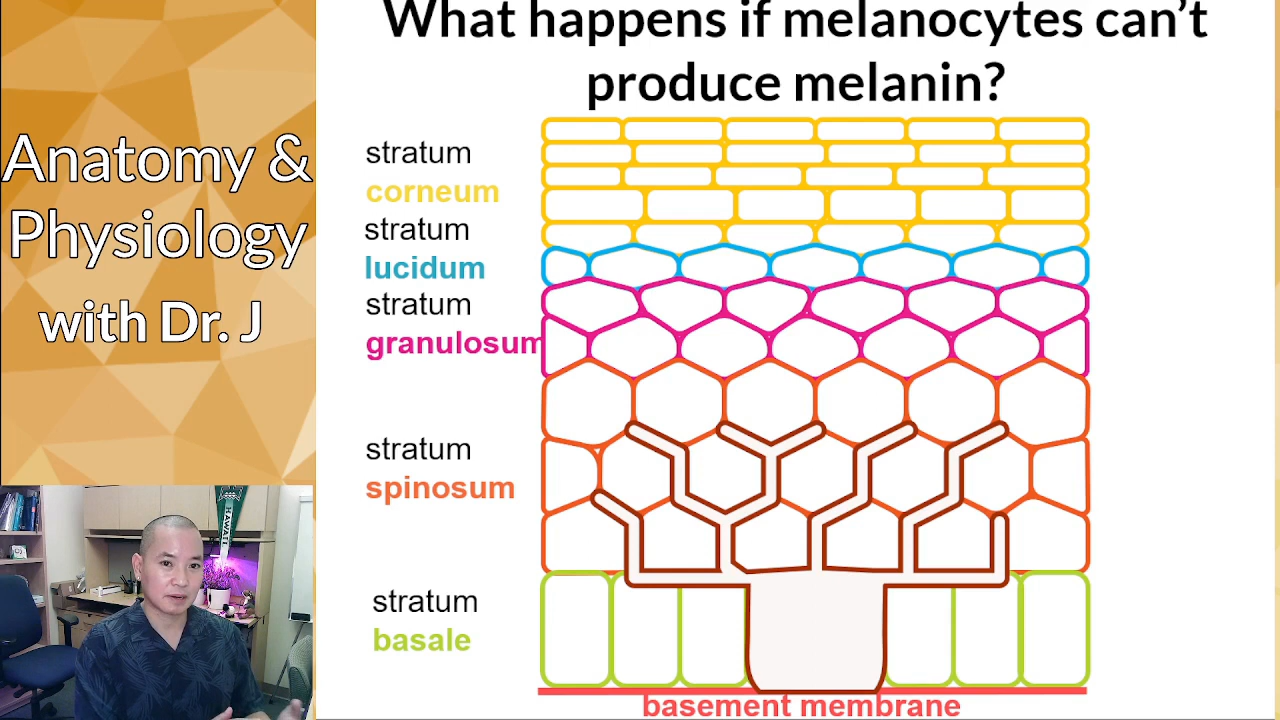 What happens if melanocytes can't
produce melanin?
Anatomy &
Physiology
with Dr. J
stratum
corneum
stratum
lucidum
stratum
granulosum
stratum
spinosum
stratum
basale
basement membrane
HAWAII